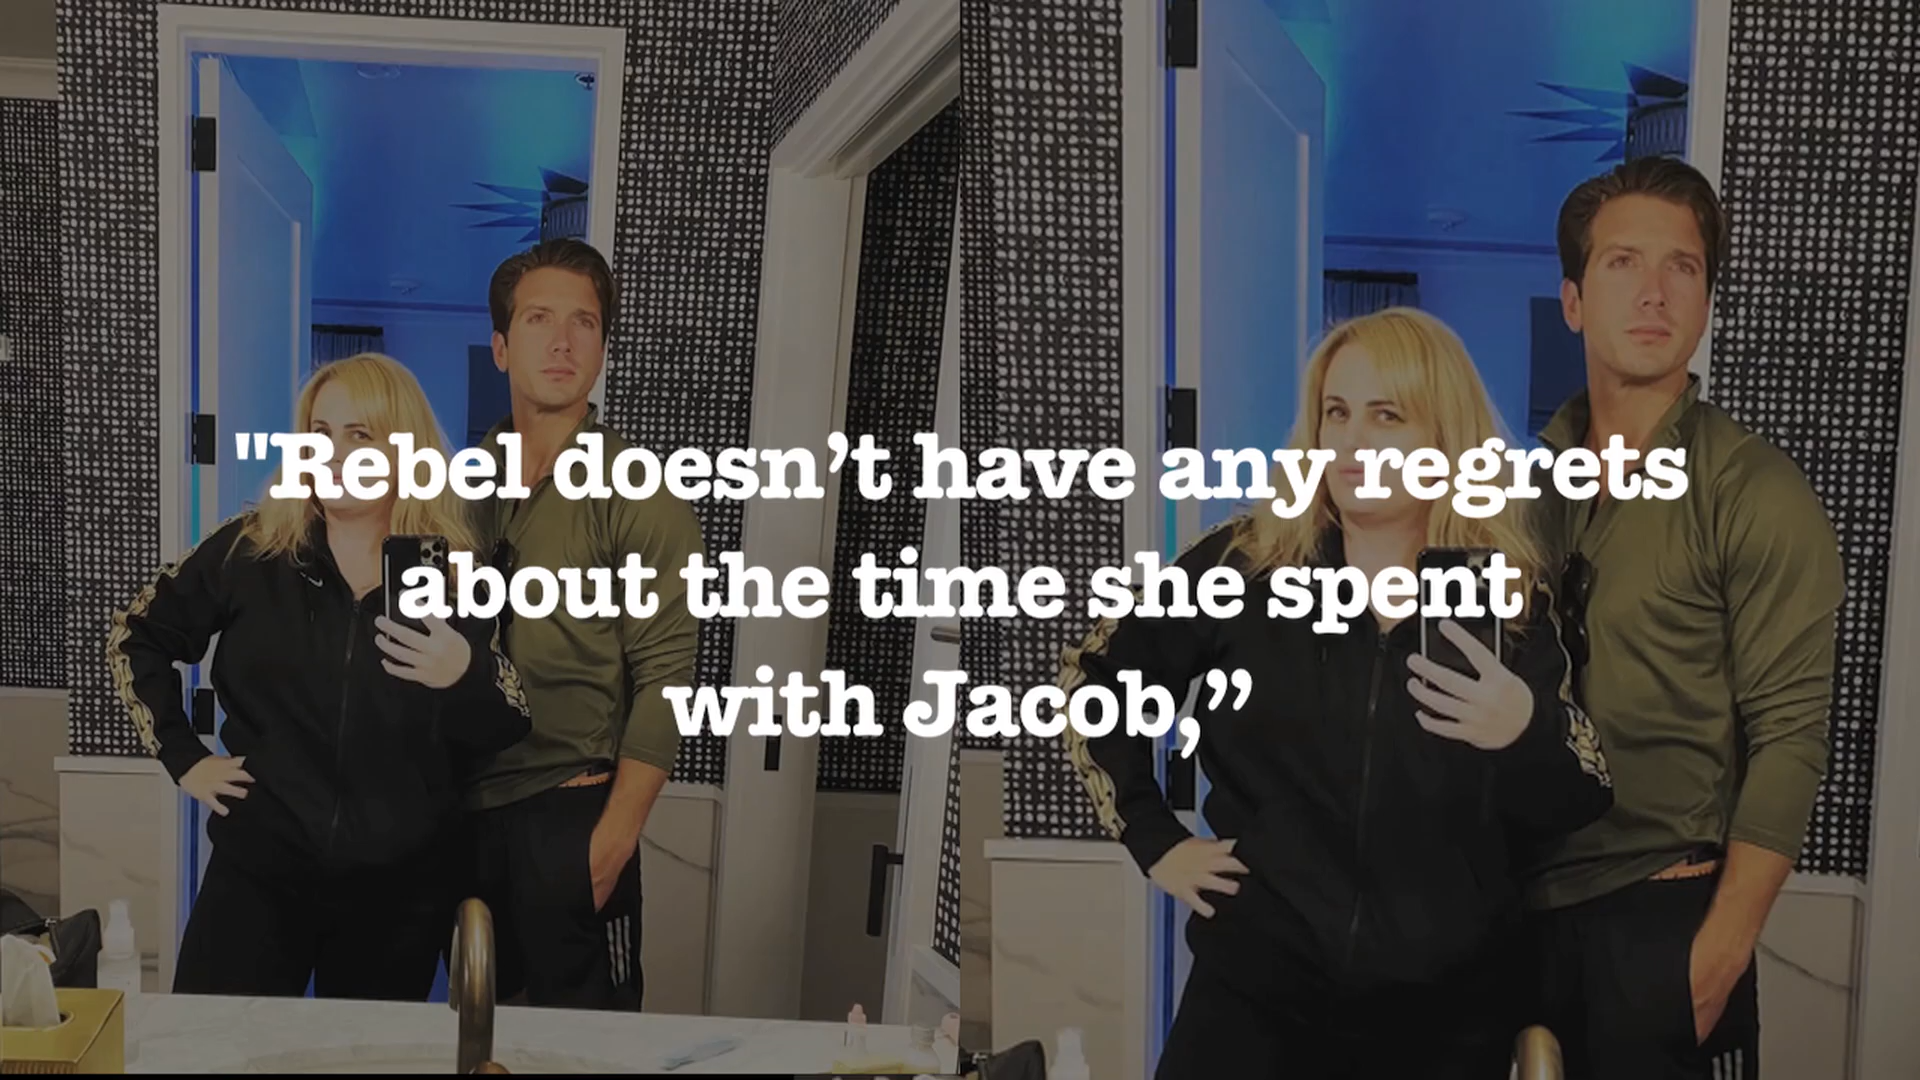 "Rebel doesn’t have any regrets
about the time she spent
with Jacob,”